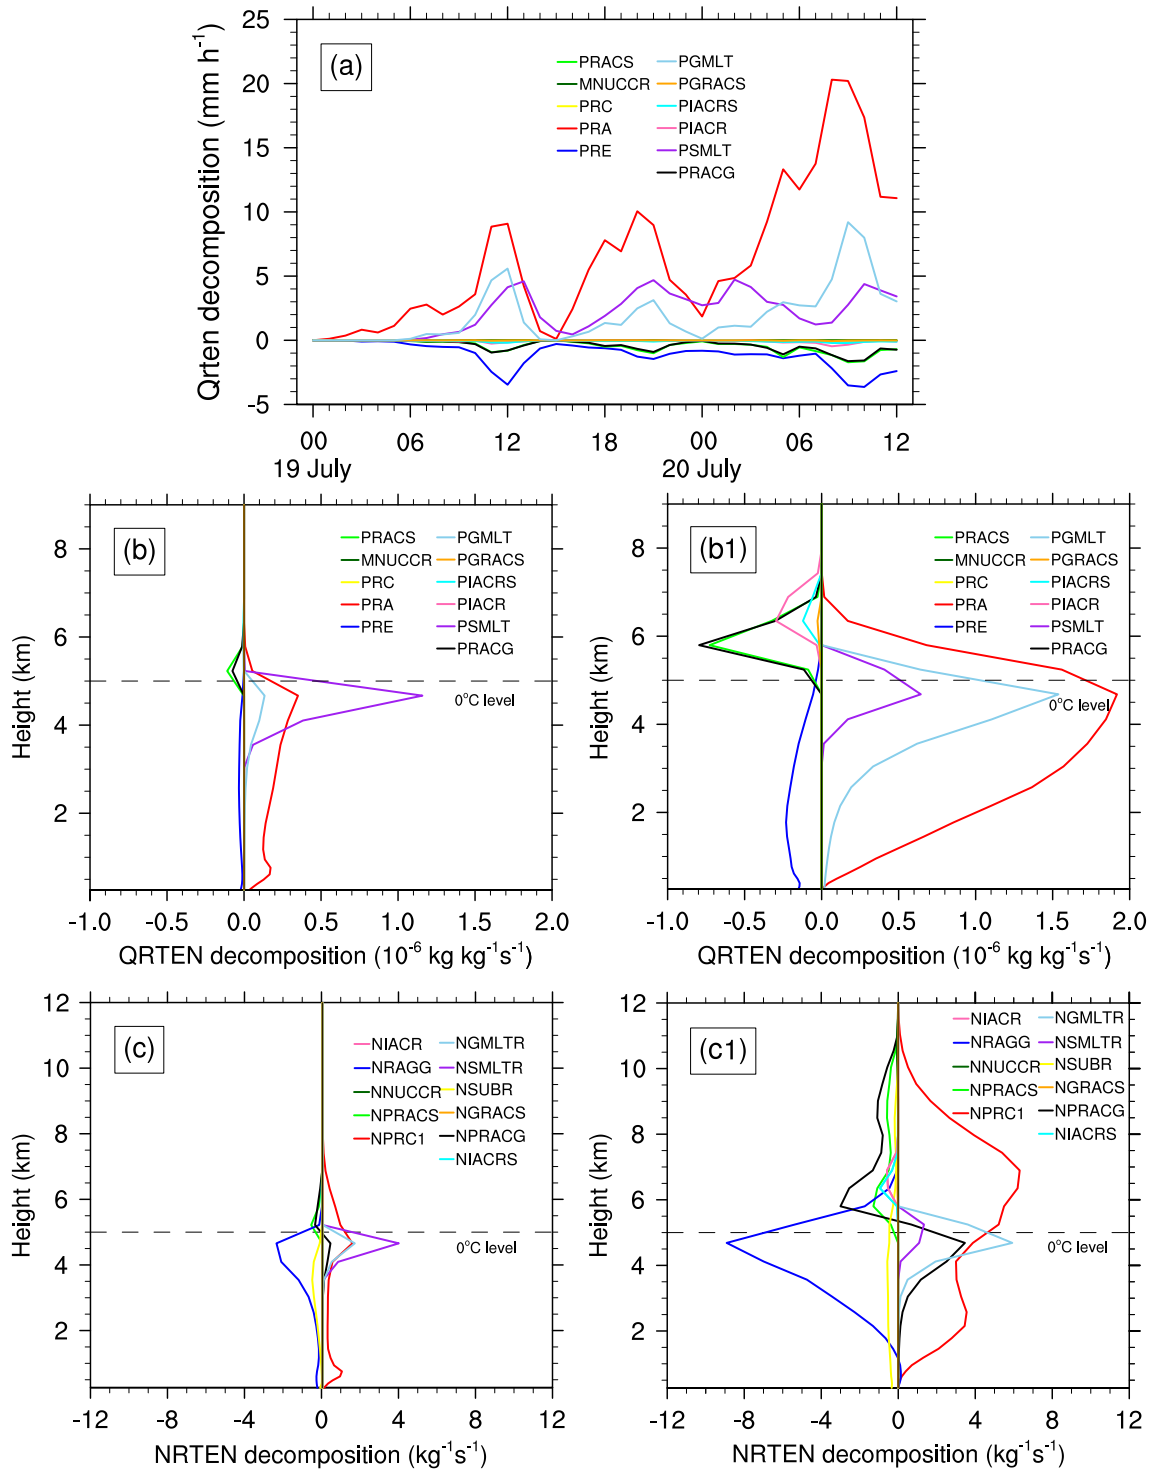 (a)
Qrten decomposition (mm h⁻¹)
25
20
15
10
5
0
-5
PRACS
MNUCCR
PRC
PRA
PRE
PGMLT
PGRACS
PIACRS
PIACR
PSMLT
PRACG
00 06 12 18 00 06 12
19 July 20 July
(b)
Height (km)
8
6
4
2
PRACS
MNUCCR
PRC
PRA
PRE
PGMLT
PGRACS
PIACRS
PIACR
PSMLT
PRACG
0°C level
-1.0 -0.5 0.0 0.5 1.0 1.5 2.0
QRTEN decomposition (10⁻⁶ kg kg⁻¹s⁻¹)
(b1)
Height (km)
8
6
4
2
PRACS
MNUCCR
PRC
PRA
PRE
PGMLT
PGRACS
PIACRS
PIACR
PSMLT
PRACG
0°C level
-1.0 -0.5 0.0 0.5 1.0 1.5 2.0
QRTEN decomposition (10⁻⁶ kg kg⁻¹s⁻¹)
(c)
Height (km)
12
10
8
6
4
2
NIACR
NRAGG
NNUCCR
NPRACS
NPRC1
NGMLTR
NSMLTR
NSUBR
NGRACS
NPRACG
NIACRS
0°C level
-12 -8 -4 0 4 8 12
NRTEN decomposition (kg⁻¹s⁻¹)
(c1)
Height (km)
12
10
8
6
4
2
NIACR
NRAGG
NNUCCR
NPRACS
NPRC1
NGMLTR
NSMLTR
NSUBR
NGRACS
NPRACG
NIACRS
0°C level
-12 -8 -4 0 4 8 12
NRTEN decomposition (kg⁻¹s⁻¹)